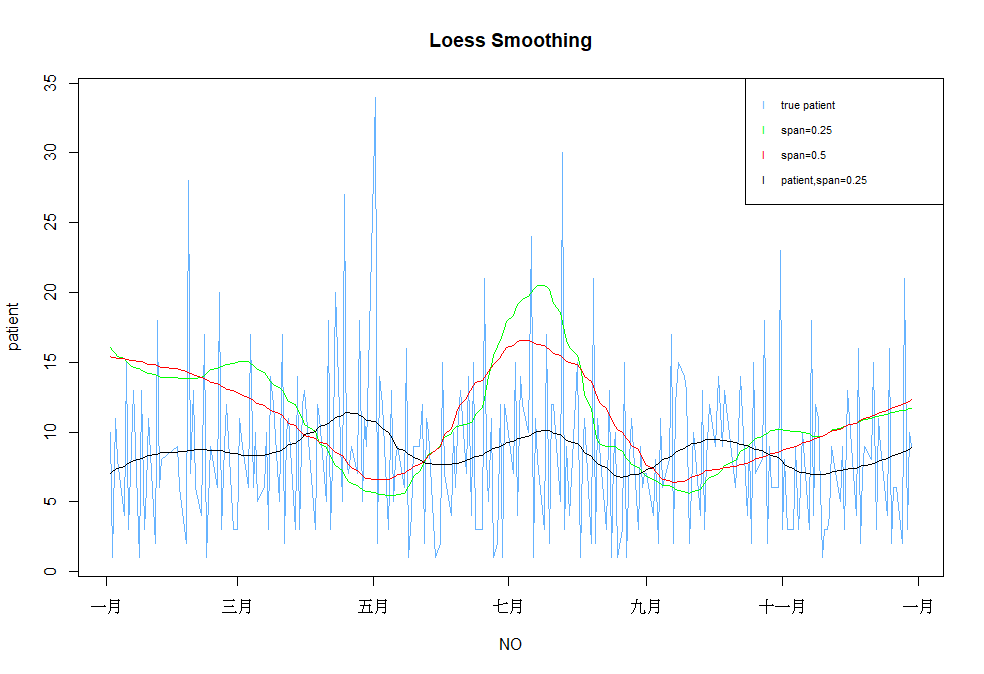 Loess Smoothing
35
30
25
20
15
10
5
0
patient
true patient
span=0.25
span=0.5
patient,span=0.25
一月 三月 五月 七月 九月 十一月 一月
NO